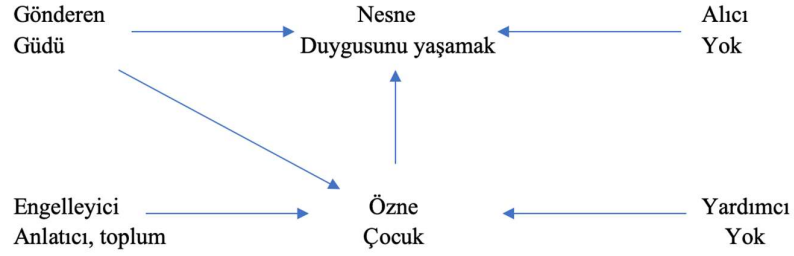 Gönderen
Güdü
Nesne
Duygusunu yaşamak
Alıcı
Yok
Engelleyici
Anlatıcı, toplum
Özne
Çocuk
Yardımcı
Yok